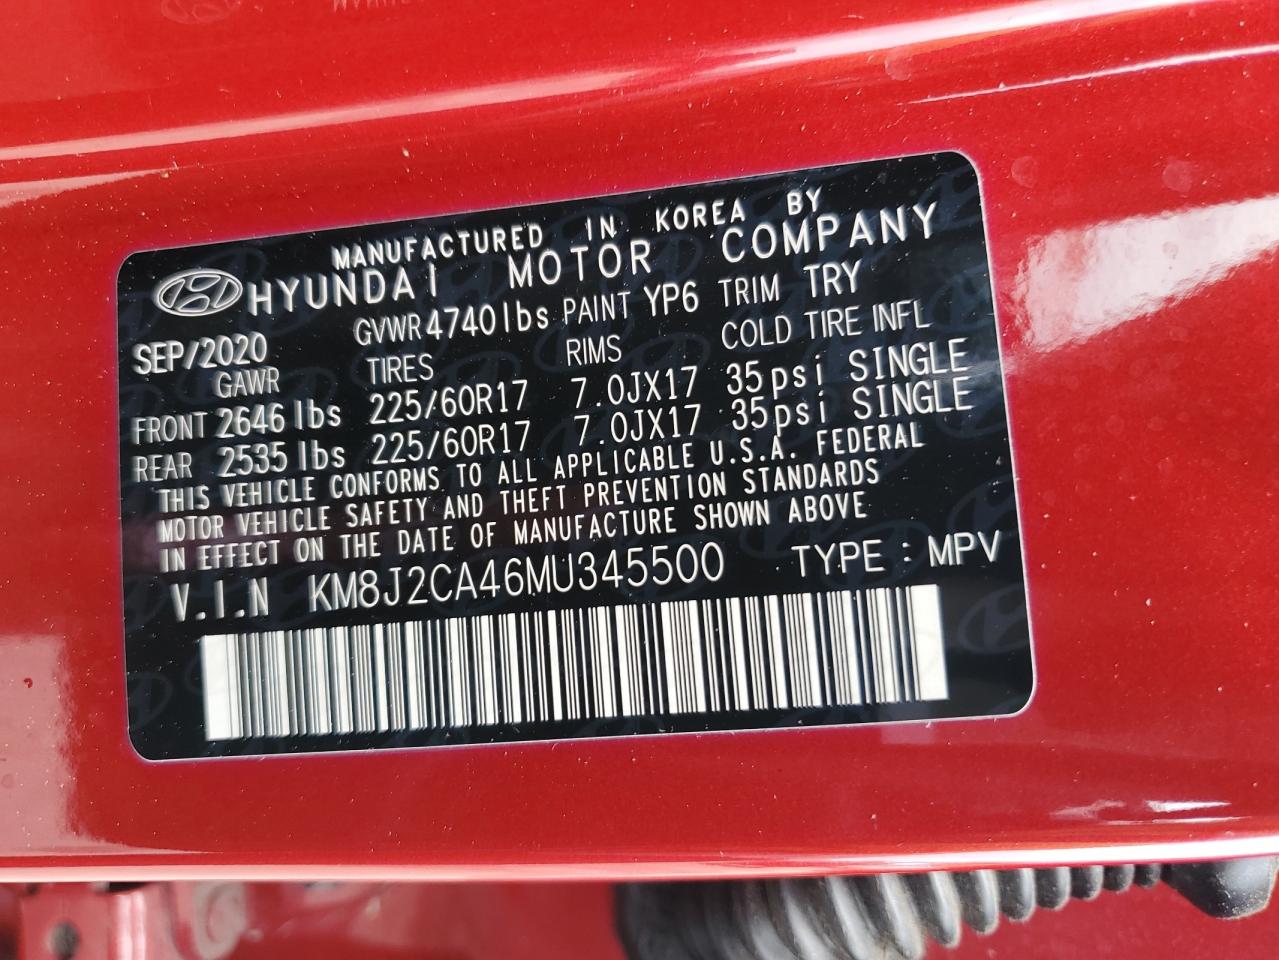 MANUFACTURED IN KOREA BY
HYUNDAI MOTOR COMPANY
SEP/2020 GVWR 4740lbs PAINT YP6 TRIM TRY
GAWR TIRES RIMS COLD TIRE INFL
FRONT 2646 lbs 225/60R17 7.0JX17 35psi SINGLE
REAR 2535 lbs 225/60R17 7.0JX17 35psi SINGLE
THIS VEHICLE CONFORMS TO ALL APPLICABLE U.S.A. FEDERAL
MOTOR VEHICLE SAFETY AND THEFT PREVENTION STANDARDS
IN EFFECT ON THE DATE OF MANUFACTURE SHOWN ABOVE
V.I.N KM8J2CA46MU345500 TYPE : MPV